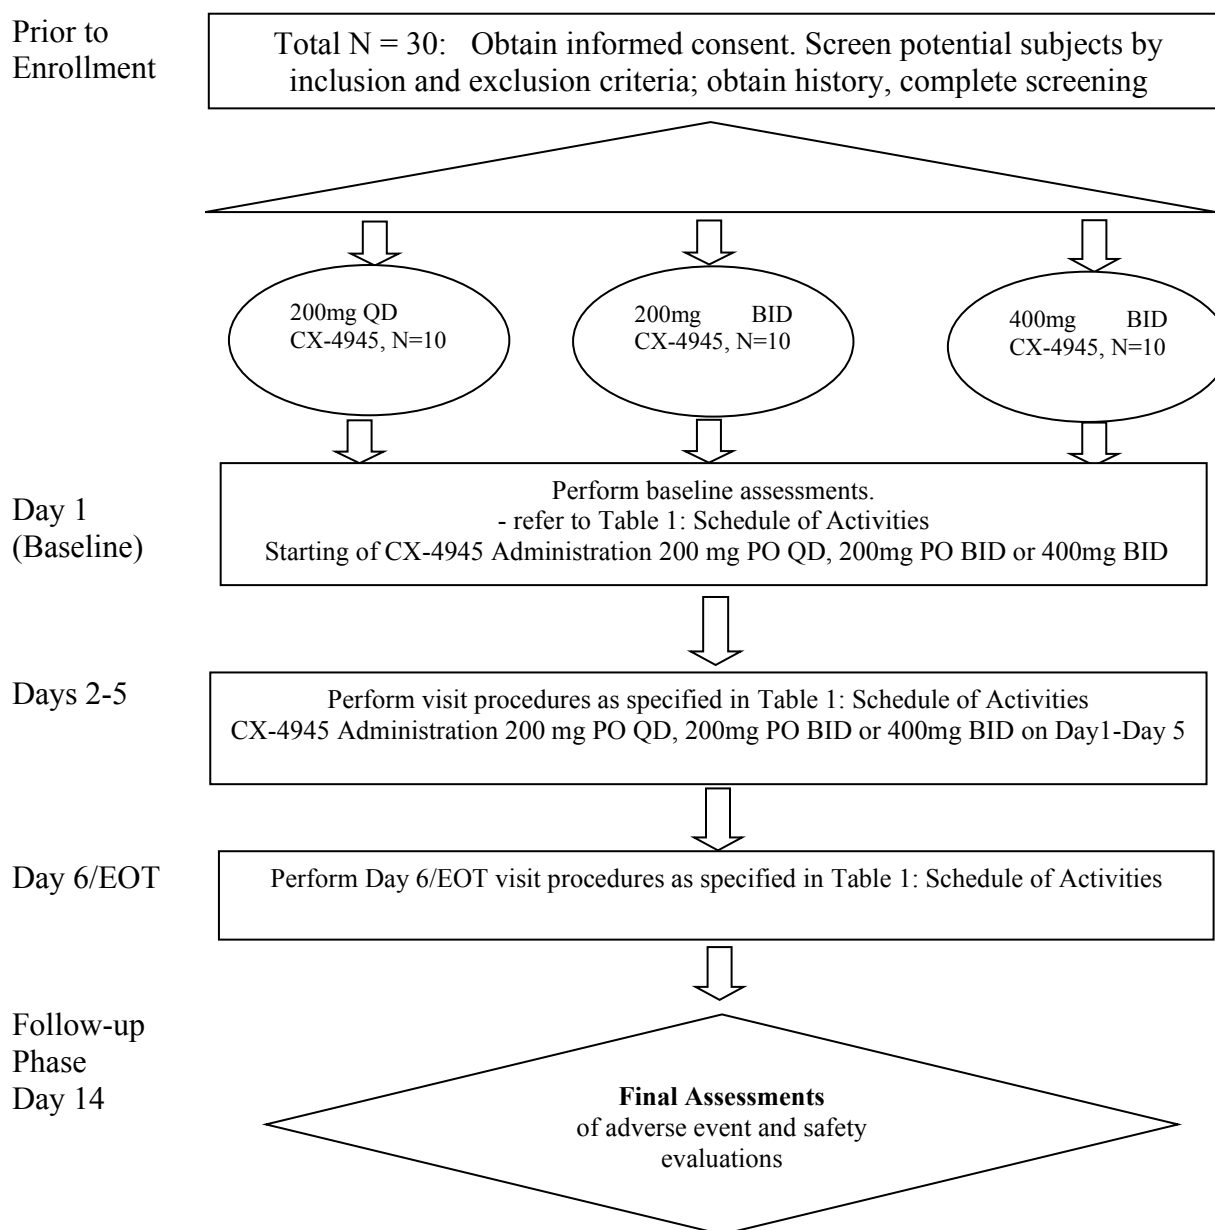 Prior to
Enrollment
Total N = 30: Obtain informed consent. Screen potential subjects by
inclusion and exclusion criteria; obtain history, complete screening
200mg QD
CX-4945, N=10
200mg BID
CX-4945, N=10
400mg BID
CX-4945, N=10
Day 1
(Baseline)
Perform baseline assessments.
- refer to Table 1: Schedule of Activities
Starting of CX-4945 Administration 200 mg PO QD, 200mg PO BID or 400mg BID
Days 2-5
Perform visit procedures as specified in Table 1: Schedule of Activities
CX-4945 Administration 200 mg PO QD, 200mg PO BID or 400mg BID on Day1-Day 5
Day 6/EOT
Perform Day 6/EOT visit procedures as specified in Table 1: Schedule of Activities
Follow-up
Phase
Day 14
Final Assessments
of adverse event and safety
evaluations